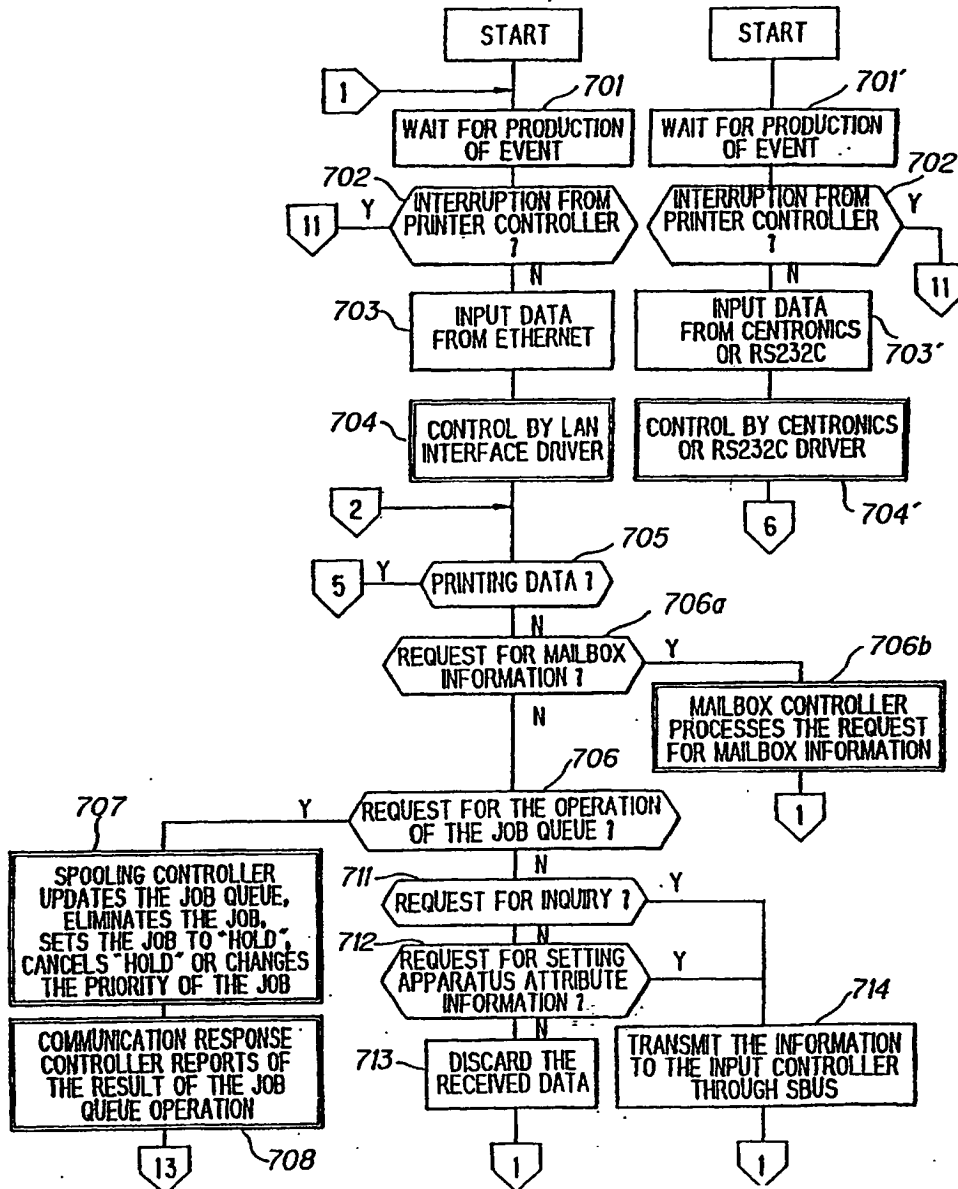 START
START
1
701
701'
WAIT FOR PRODUCTION
OF EVENT
WAIT FOR PRODUCTION
OF EVENT
702
702
INTERRUPTION FROM
PRINTER CONTROLLER
?
INTERRUPTION FROM
PRINTER CONTROLLER
?
Y
11
Y
11
N
N
703
INPUT DATA
FROM ETHERNET
INPUT DATA
FROM CENTRONICS
OR RS232C
703'
704
CONTROL BY LAN
INTERFACE DRIVER
CONTROL BY CENTRONICS
OR RS232C DRIVER
704'
2
6
705
5
Y
PRINTING DATA ?
N
706a
REQUEST FOR MAILBOX
INFORMATION ?
Y
706b
N
MAILBOX CONTROLLER
PROCESSES THE REQUEST
FOR MAILBOX INFORMATION
1
706
707
Y
REQUEST FOR THE OPERATION
OF THE JOB QUEUE ?
N
SPOOLING CONTROLLER
UPDATES THE JOB QUEUE,
ELIMINATES THE JOB,
SETS THE JOB TO "HOLD",
CANCELS "HOLD" OR CHANGES
THE PRIORITY OF THE JOB
711
REQUEST FOR INQUIRY ?
Y
N
712
REQUEST FOR SETTING
APPARATUS ATTRIBUTE
INFORMATION ?
Y
N
714
COMMUNICATION RESPONSE
CONTROLLER REPORTS OF
THE RESULT OF THE JOB
QUEUE OPERATION
713
DISCARD THE
RECEIVED DATA
TRANSMIT THE INFORMATION
TO THE INPUT CONTROLLER
THROUGH SBUS
708
13
1
1